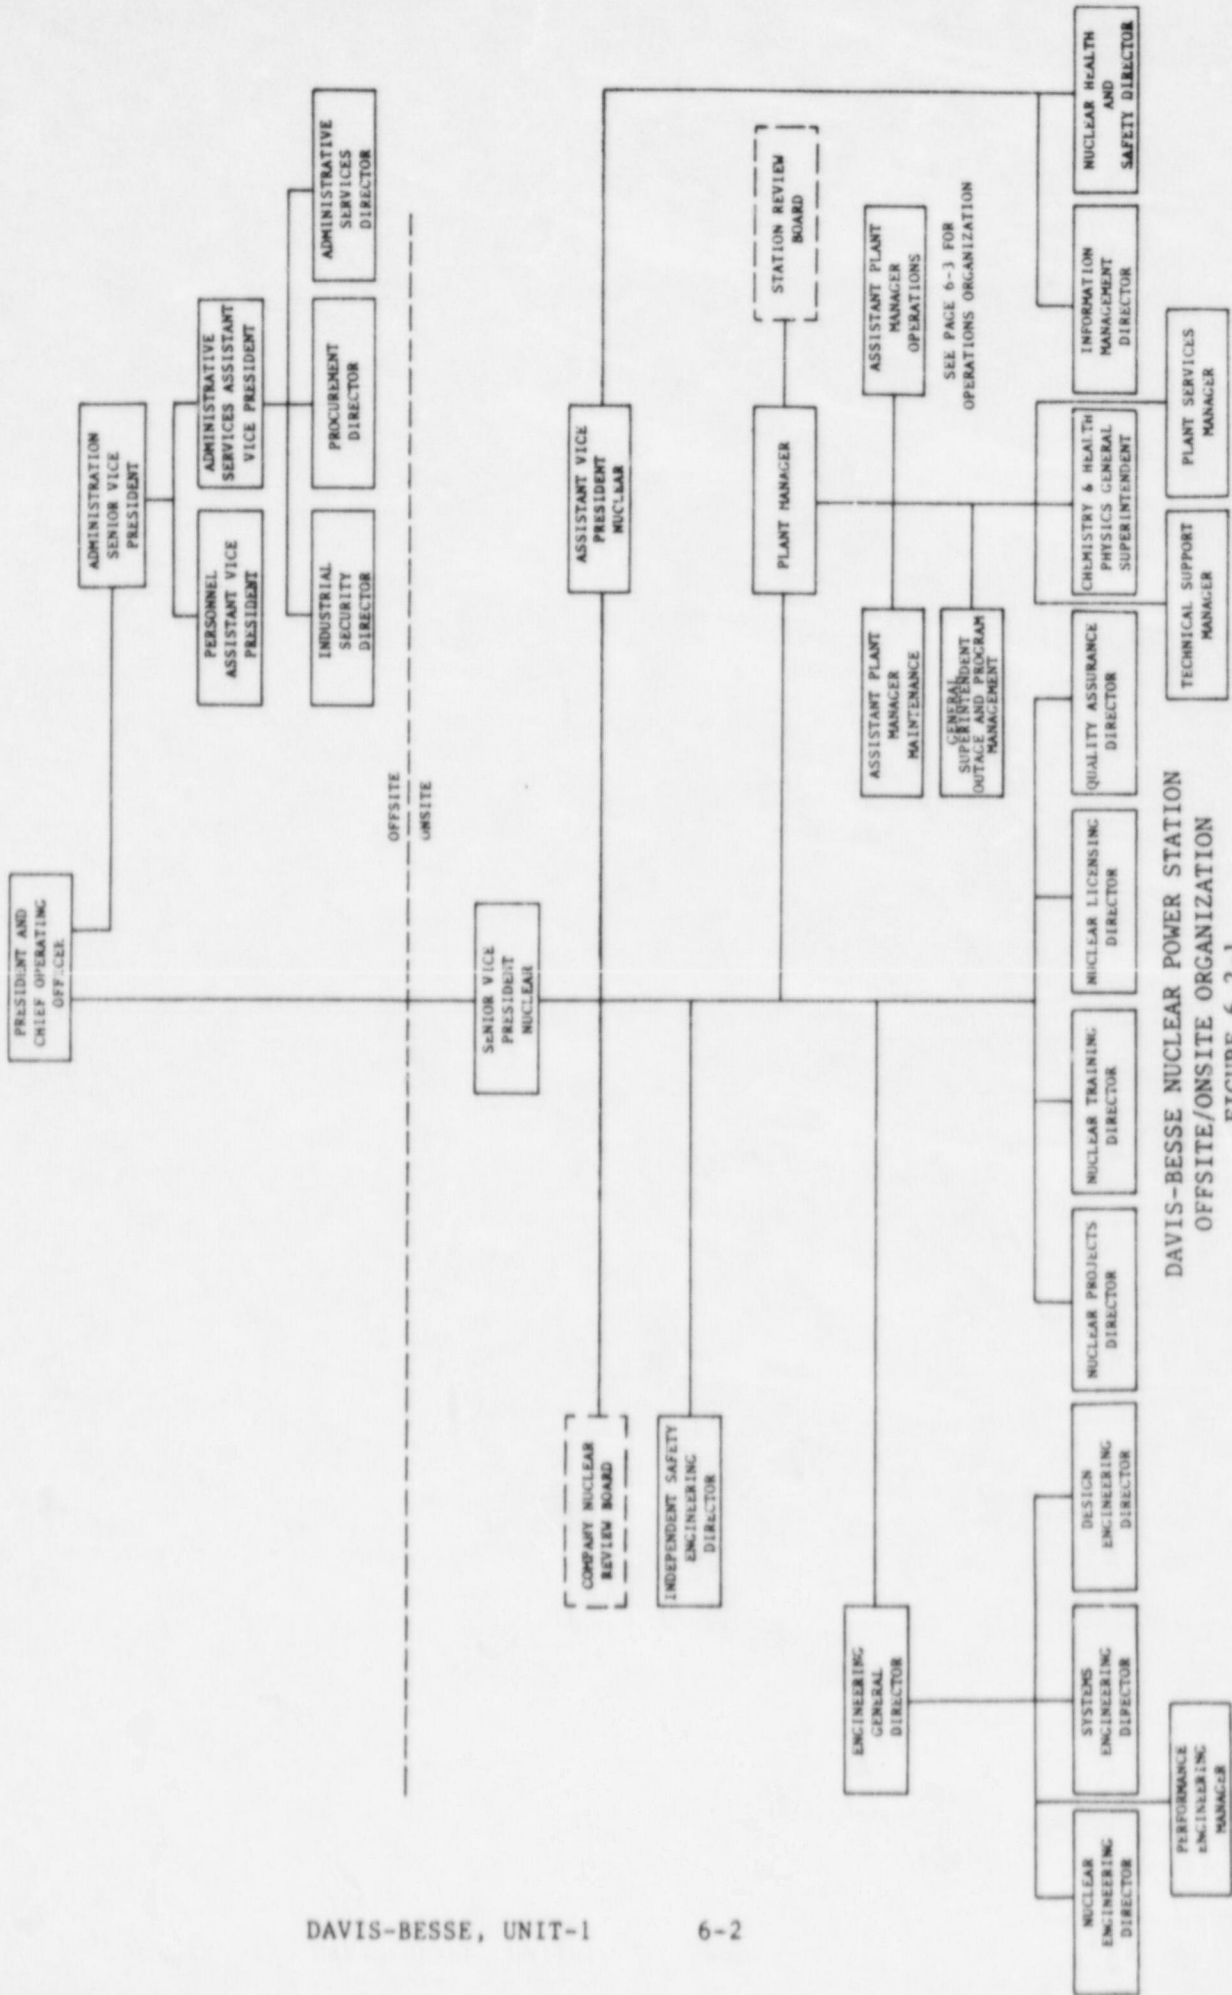 PRESIDENT AND
CHIEF OPERATING
OFFICER
ADMINISTRATION
SENIOR VICE
PRESIDENT
PERSONNEL
ASSISTANT VICE
PRESIDENT
ADMINISTRATIVE
SERVICES ASSISTANT
VICE PRESIDENT
INDUSTRIAL
SECURITY
DIRECTOR
PROCUREMENT
DIRECTOR
ADMINISTRATIVE
SERVICES
DIRECTOR
OFFSITE
ONSITE
SENIOR VICE
PRESIDENT
NUCLEAR
COMPANY NUCLEAR
REVIEW BOARD
ASSISTANT VICE
PRESIDENT
NUCLEAR
INDEPENDENT SAFETY
ENGINEERING
DIRECTOR
PLANT MANAGER
STATION REVIEW
BOARD
ENGINEERING
GENERAL
DIRECTOR
ASSISTANT PLANT
MANAGER
MAINTENANCE
ASSISTANT PLANT
MANAGER
OPERATIONS
SEE PAGE 6-3 FOR
OPERATIONS ORGANIZATION
GENERAL
SUPERINTENDENT
OUTAGE AND PROGRAM
MANAGEMENT
NUCLEAR
ENGINEERING
DIRECTOR
SYSTEMS
ENGINEERING
DIRECTOR
DESIGN
ENGINEERING
DIRECTOR
NUCLEAR PROJECTS
DIRECTOR
NUCLEAR TRAINING
DIRECTOR
NUCLEAR LICENSING
DIRECTOR
QUALITY ASSURANCE
DIRECTOR
CHEMISTRY & HEALTH
PHYSICS GENERAL
SUPERINTENDENT
INFORMATION
MANAGEMENT
DIRECTOR
NUCLEAR HEALTH
AND
SAFETY DIRECTOR
PERFORMANCE
ENGINEERING
MANAGER
TECHNICAL SUPPORT
MANAGER
PLANT SERVICES
MANAGER
DAVIS-BESSE NUCLEAR POWER STATION
OFFSITE/ONSITE ORGANIZATION
DAVIS-BESSE, UNIT-1 6-2